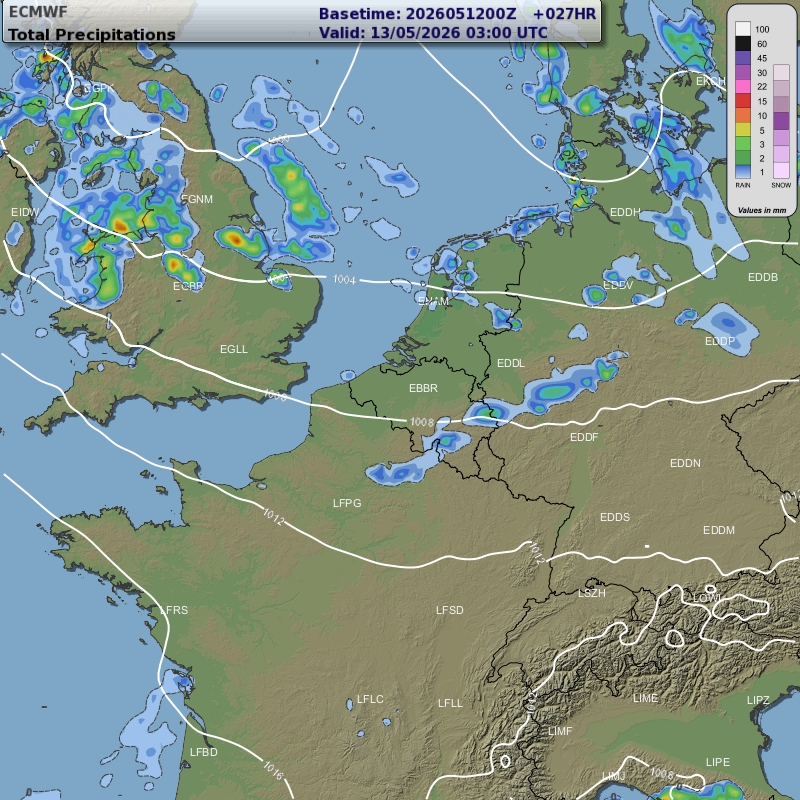 ECMWF
Basetime: 2026051200Z +027HR
Total Precipitations
Valid: 13/05/2026 03:00 UTC
100
60
45
30
22
15
10
5
3
2
1
RAIN SNOW
Values in mm
EGPK
EKCH
EGNM
EIDW
EDDH
1004
EDDV
EDDB
EHAM
EGBB
EGLL
EDDP
EDDL
EBBR
1008
1008
EDDF
EDDN
LFPG
1012
1012
EDDS
EDDM
1012
LSZH
LOWI
LFRS
LFSD
LFLC
LFLL
LIME
LIPZ
LIMF
LFBD
LIPE
1016
LIMJ
1008